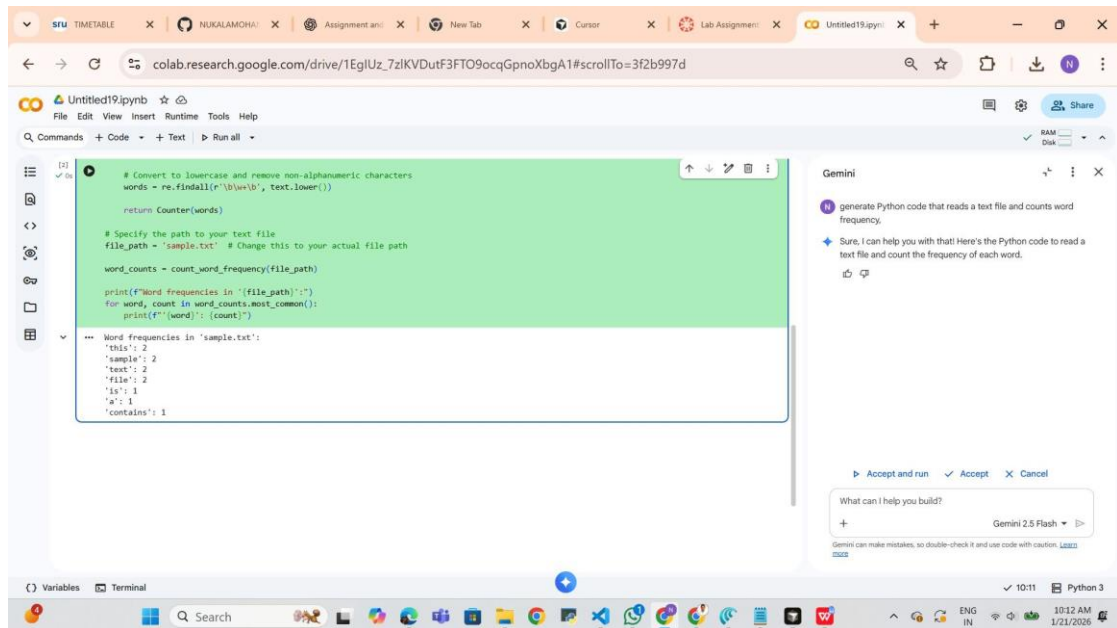 sru TIMETABLE
NUKALAMOHA
Assignment and
New Tab
Cursor
Lab Assignment
Untitled19.ipynb
colab.research.google.com/drive/1EgIUz_7zlKVDutF3FTO9ocqGpnoXbgA1#scrollTo=3f2b997d
N
CO
Untitled19.ipynb
File Edit View Insert Runtime Tools Help
Share
Commands + Code + Text Run all
RAM
Disk
[2]
0s
# Convert to lowercase and remove non-alphanumeric characters
words = re.findall(r'\b\w+\b', text.lower())
return Counter(words)
# Specify the path to your text file
file_path = 'sample.txt' # Change this to your actual file path
word_counts = count_word_frequency(file_path)
print(f"Word frequencies in '{file_path}':")
for word, count in word_counts.most_common():
print(f"'{word}': {count}")
Word frequencies in 'sample.txt':
'this': 2
'sample': 2
'text': 2
'file': 2
'is': 1
'a': 1
'contains': 1
Gemini
N generate Python code that reads a text file and counts word
frequency,
Sure, I can help you with that! Here's the Python code to read a
text file and count the frequency of each word.
Accept and run Accept Cancel
What can I help you build?
+ Gemini 2.5 Flash
Gemini can make mistakes, so double-check it and use code with caution. Learn
more
{} Variables Terminal
10:11 Python 3
Search
ENG
IN
10:12 AM
1/21/2026